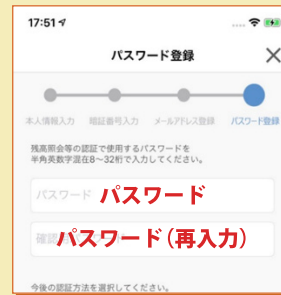 17:51
パスワード登録
本人情報入力 暗証番号入力 メールアドレス登録 パスワード登録
残高照会等の認証で使用するパスワードを
半角英数字混在8〜32桁で入力してください。
パスワード パスワード
パスワード(再入力)
今後の認証方法を選択してください。